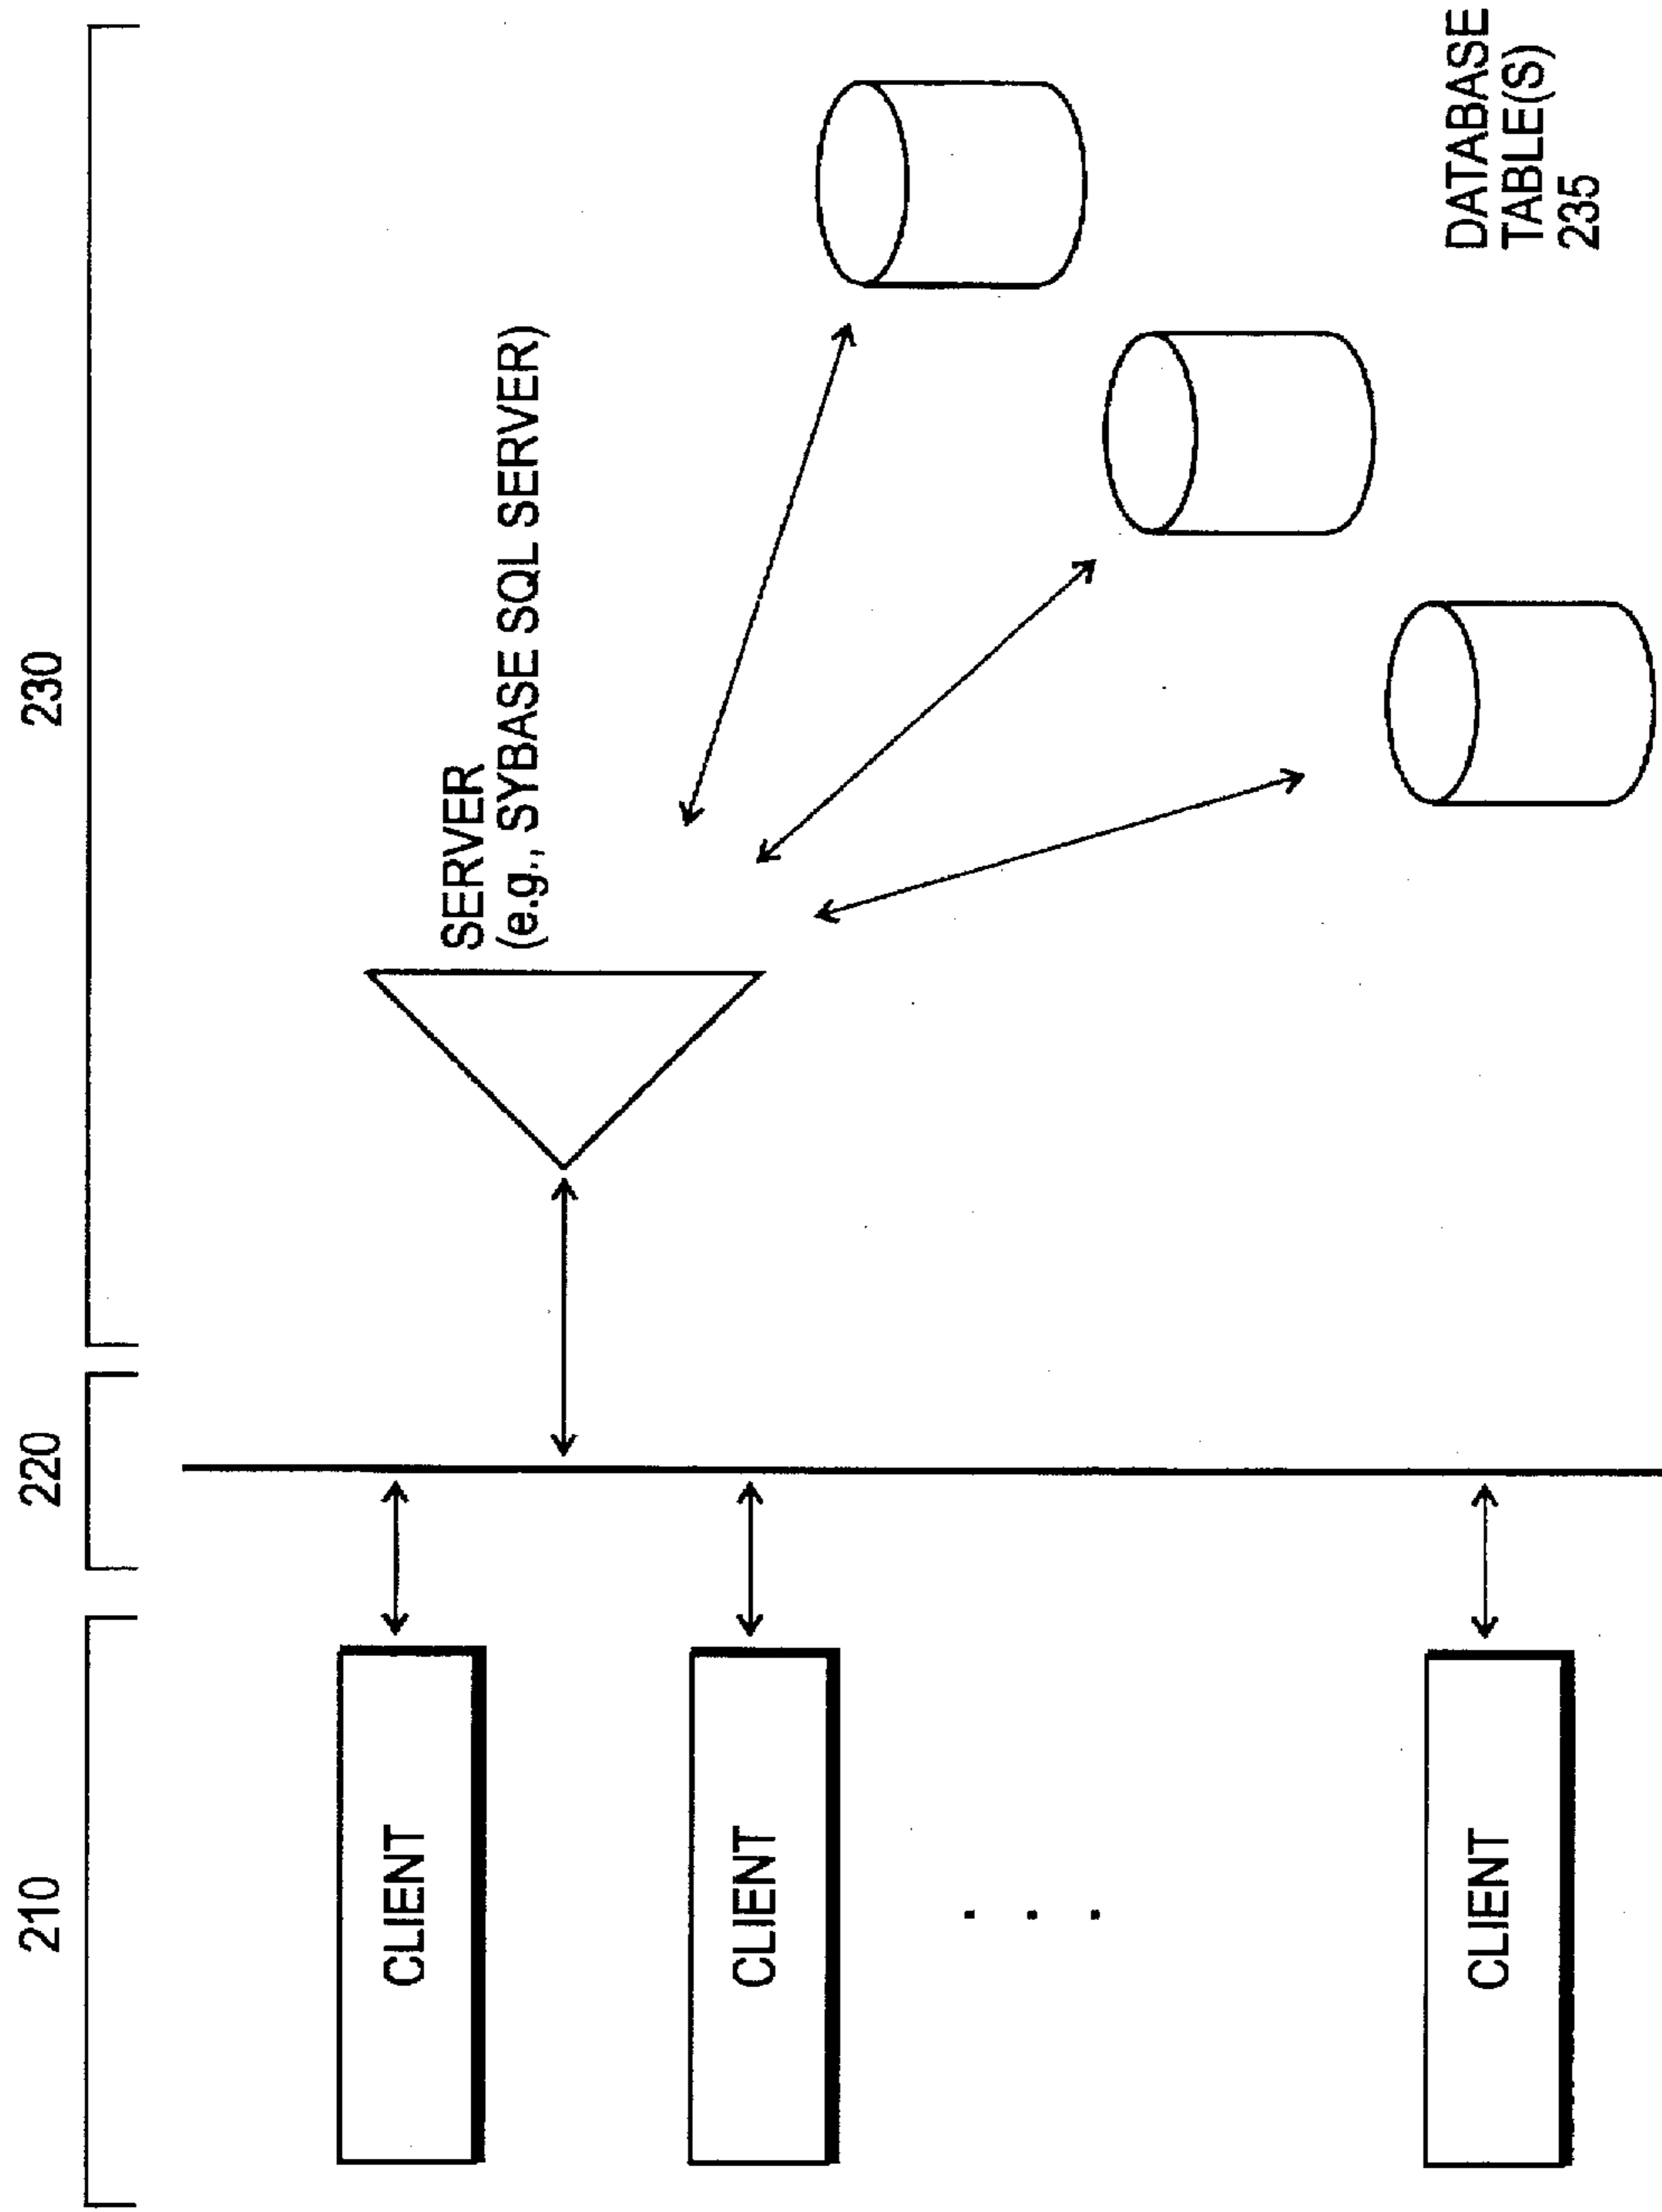 210
220
230
CLIENT
CLIENT
. . .
CLIENT
SERVER
(e.g., SYBASE SQL SERVER)
DATABASE
TABLE(S)
235